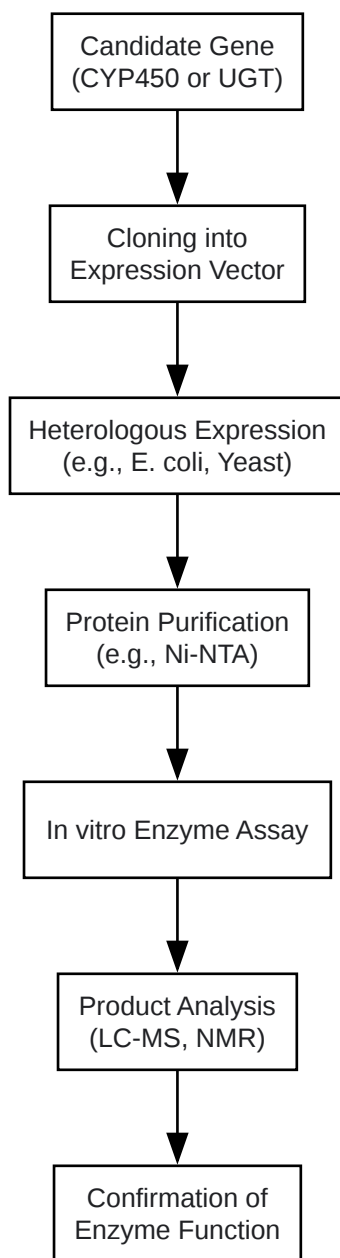 Candidate Gene
(CYP450 or UGT)
Cloning into
Expression Vector
Heterologous Expression
(e.g., E. coli, Yeast)
Protein Purification
(e.g., Ni-NTA)
In vitro Enzyme Assay
Product Analysis
(LC-MS, NMR)
Confirmation of
Enzyme Function